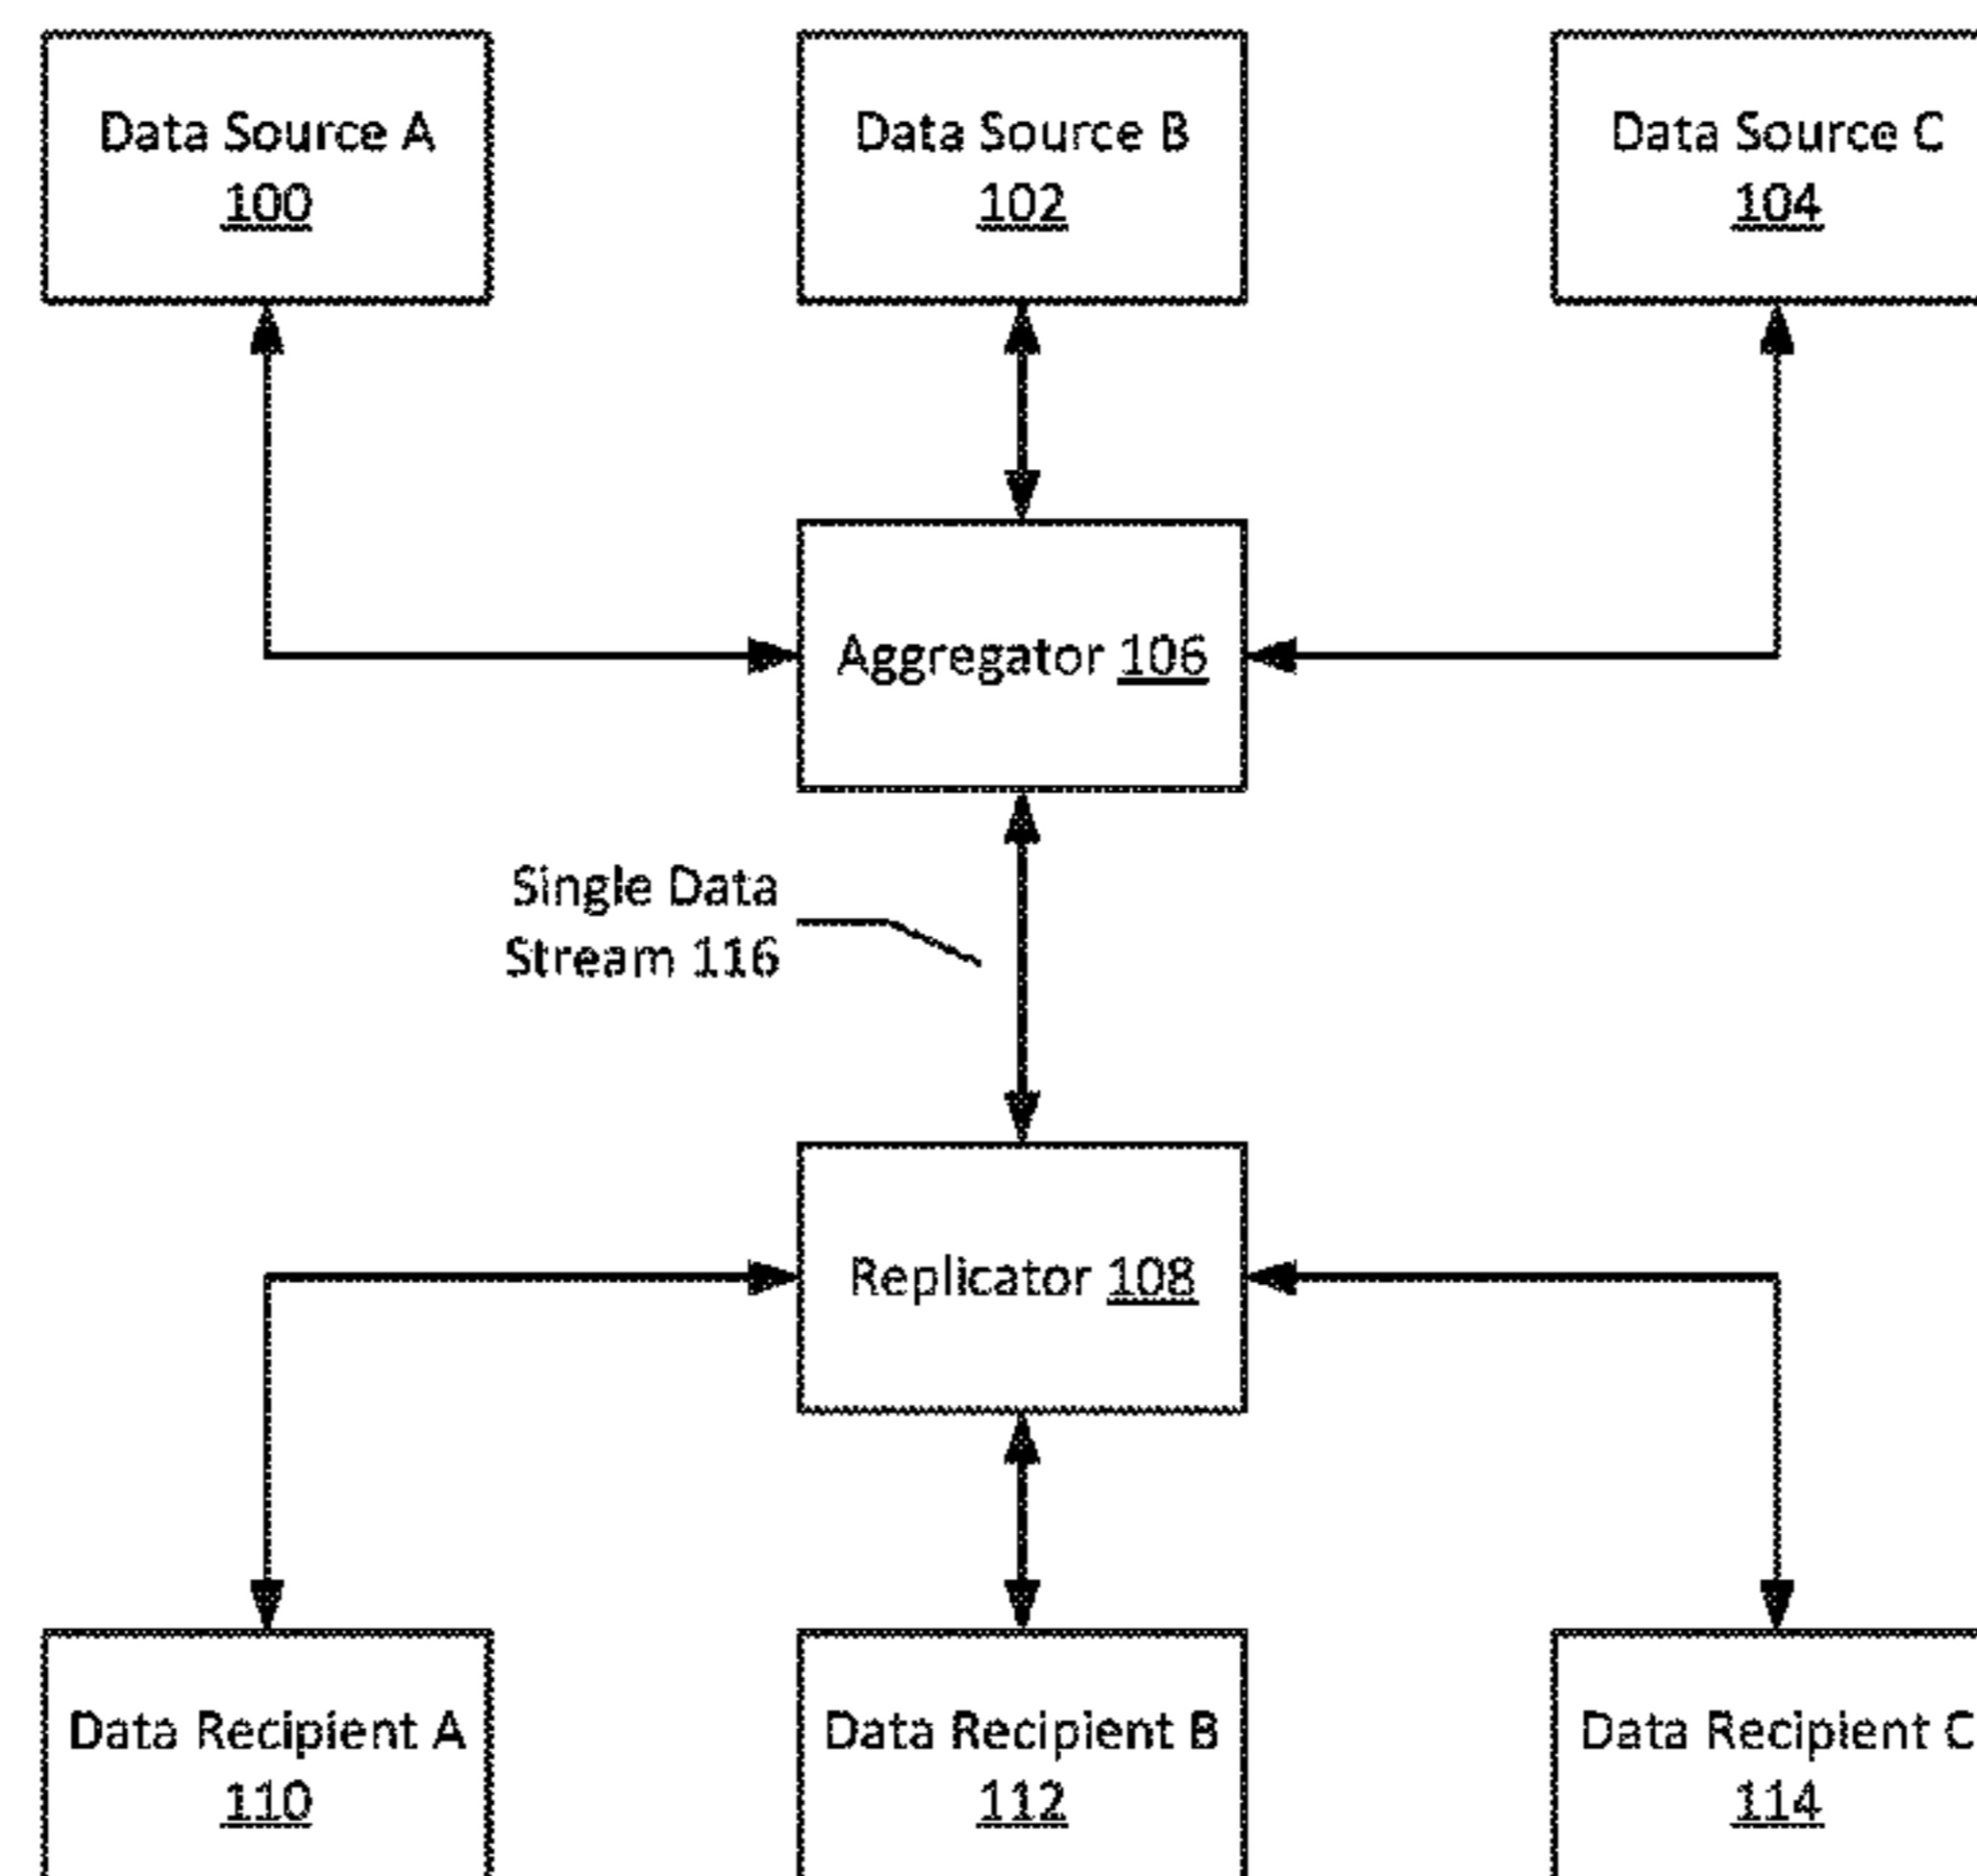 Data Source A
100
Data Source B
102
Data Source C
104
Aggregator 106
Single Data
Stream 116
Replicator 108
Data Recipient A
110
Data Recipient B
112
Data Recipient C
114